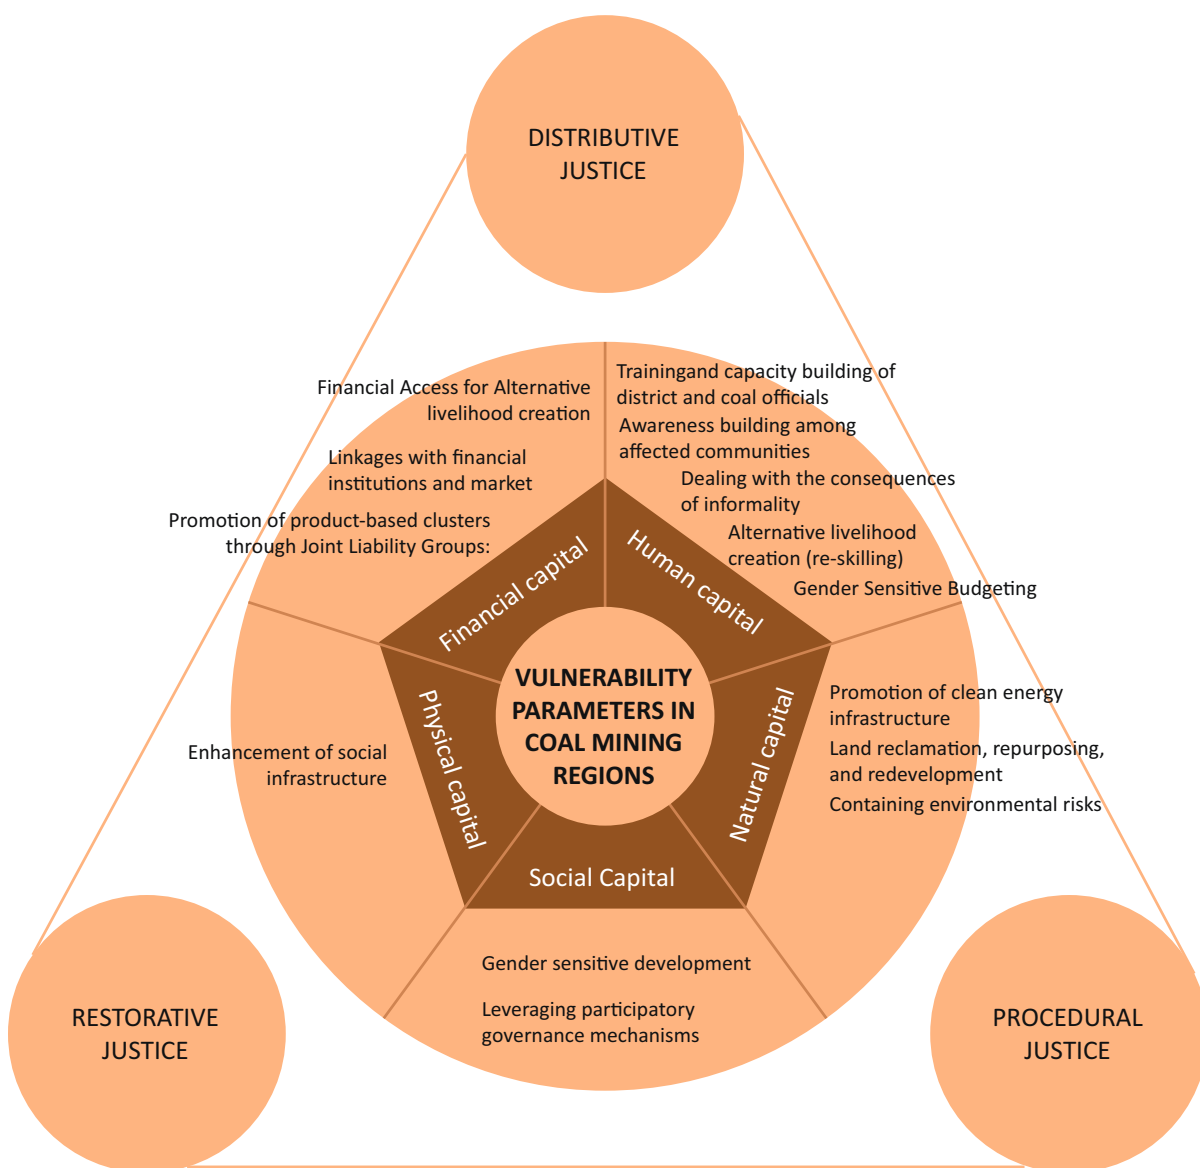 DISTRIBUTIVE
JUSTICE
Financial Access for Alternative
livelihood creation
Linkages with financial
institutions and market
Promotion of product-based clusters
through Joint Liability Groups:
Trainingand capacity building of
district and coal officials
Awareness building among
affected communities
Dealing with the consequences
of informality
Alternative livelihood
creation (re-skilling)
Gender Sensitive Budgeting
Financial capital
Human capital
VULNERABILITY
PARAMETERS IN
COAL MINING
REGIONS
Physical capital
Natural capital
Social Capital
Enhancement of social
infrastructure
Promotion of clean energy
infrastructure
Land reclamation, repurposing,
and redevelopment
Containing environmental risks
Gender sensitive development
Leveraging participatory
governance mechanisms
RESTORATIVE
JUSTICE
PROCEDURAL
JUSTICE